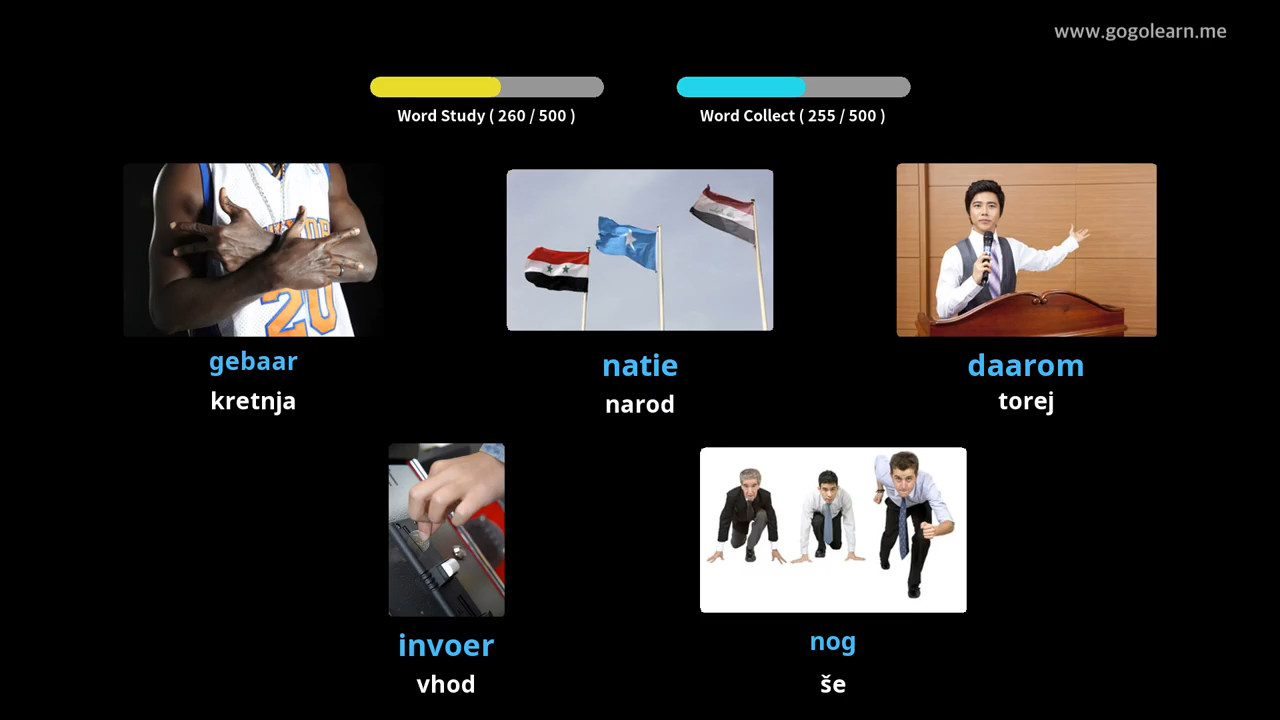 www.gogolearn.me
Word Study ( 260 / 500 )
Word Collect ( 255 / 500 )
20
gebaar
kretnja
natie
narod
daarom
torej
invoer
vhod
nog
še